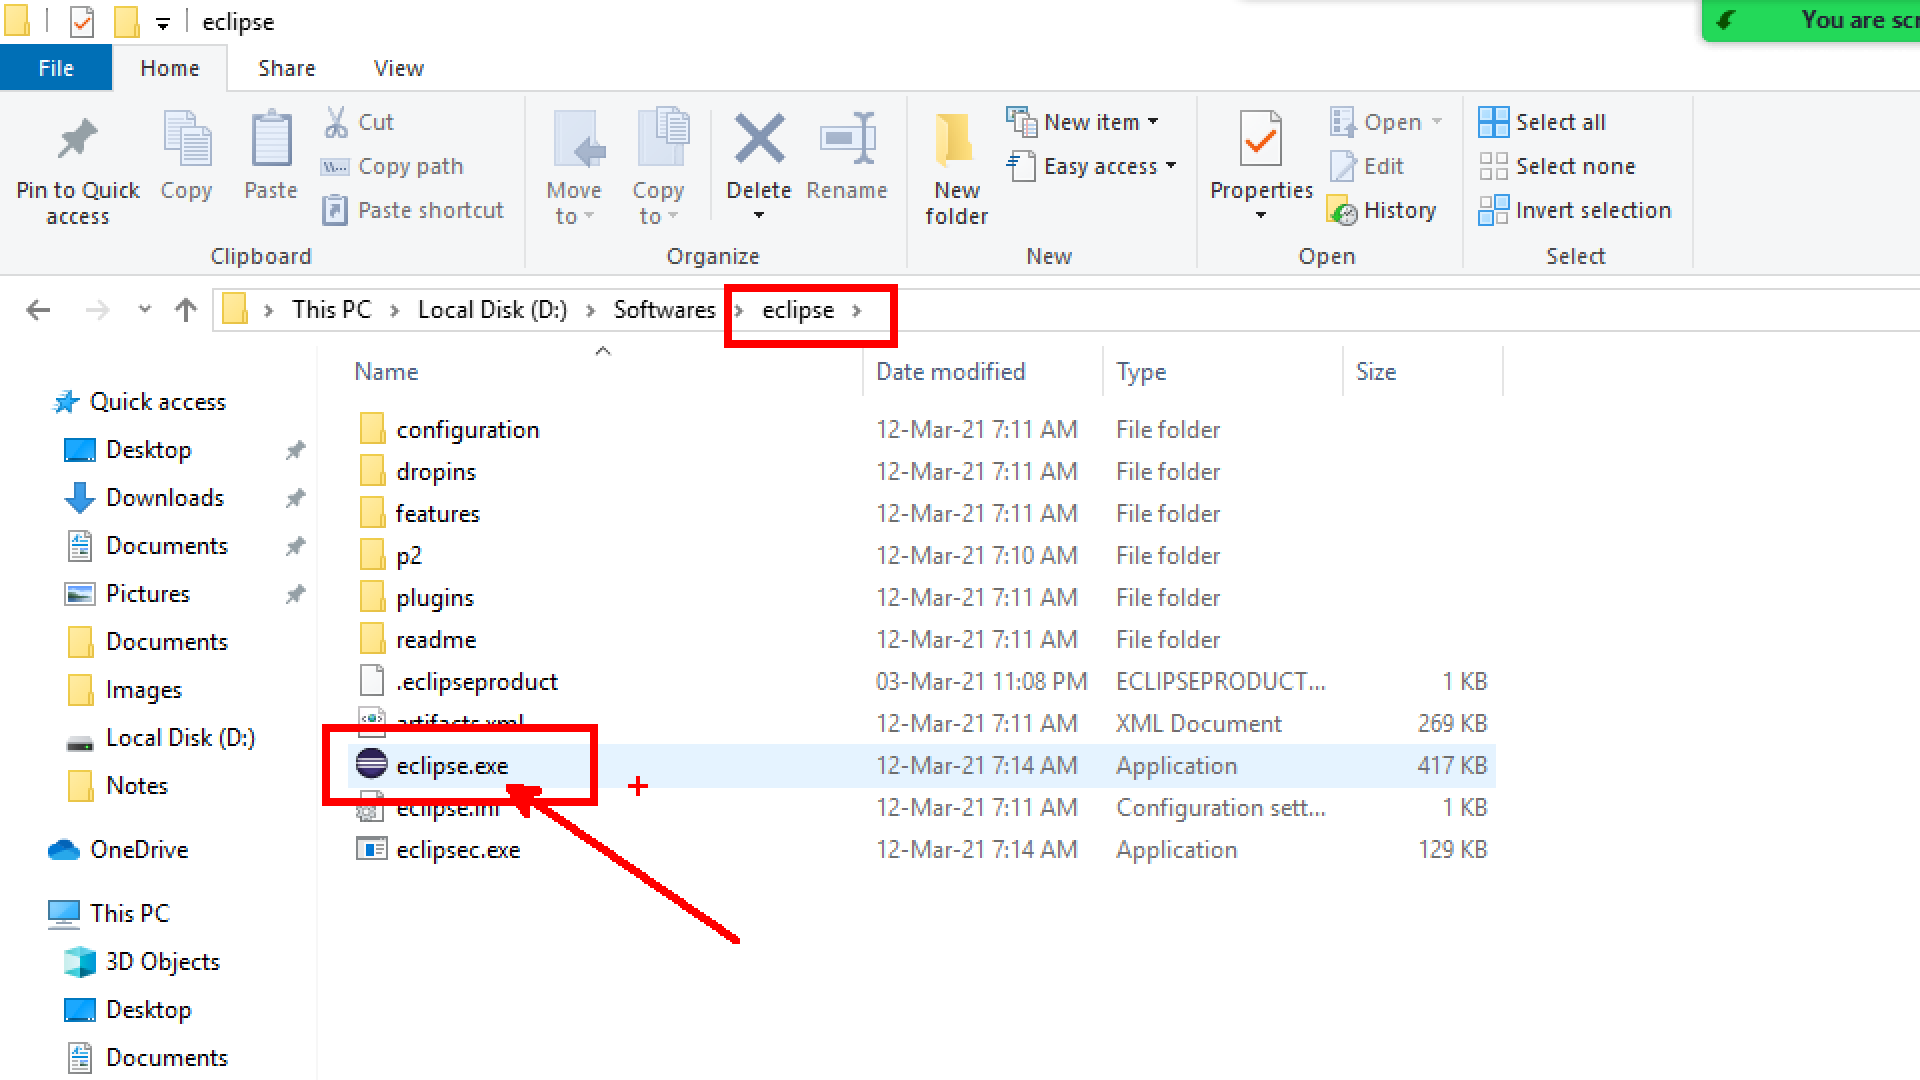 eclipse
You are scr
File Home Share View
Pin to Quick access
Copy
Paste
Cut
Copy path
Paste shortcut
Clipboard
Move to
Copy to
Delete
Rename
Organize
New folder
New item
Easy access
New
Properties
Open
Edit
History
Open
Select all
Select none
Invert selection
Select
This PC > Local Disk (D:) > Softwares > eclipse >
Name Date modified Type Size
Quick access
Desktop
Downloads
Documents
Pictures
Documents
Images
Local Disk (D:)
Notes
OneDrive
This PC
3D Objects
Desktop
Documents
configuration 12-Mar-21 7:11 AM File folder
dropins 12-Mar-21 7:11 AM File folder
features 12-Mar-21 7:11 AM File folder
p2 12-Mar-21 7:10 AM File folder
plugins 12-Mar-21 7:11 AM File folder
readme 12-Mar-21 7:11 AM File folder
.eclipseproduct 03-Mar-21 11:08 PM ECLIPSEPRODUCT... 1 KB
artifacts.xml 12-Mar-21 7:11 AM XML Document 269 KB
eclipse.exe 12-Mar-21 7:14 AM Application 417 KB
eclipse.ini 12-Mar-21 7:11 AM Configuration sett... 1 KB
eclipsec.exe 12-Mar-21 7:14 AM Application 129 KB